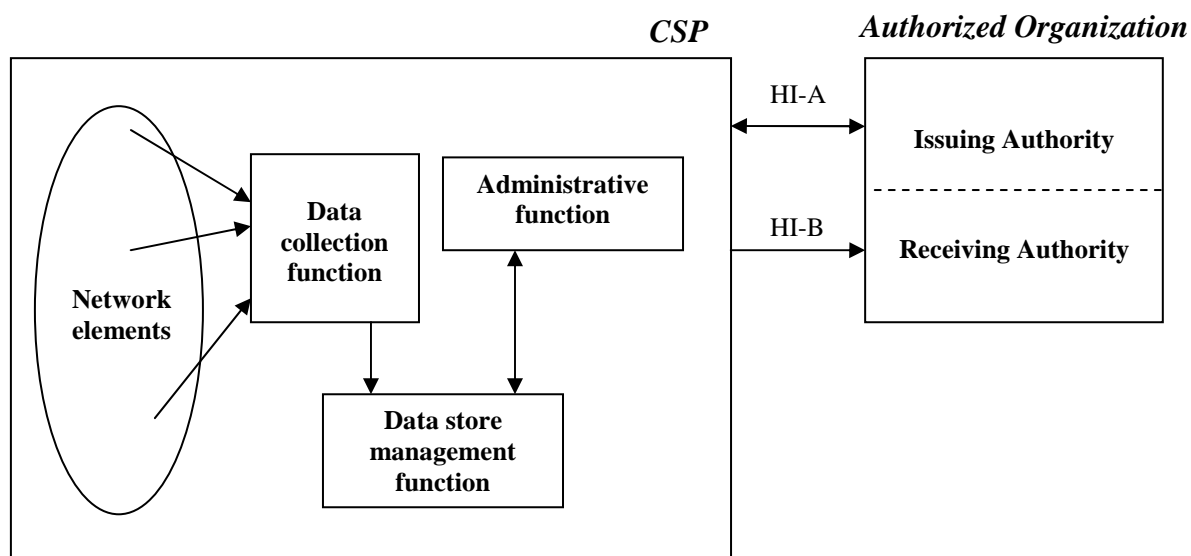 CSP
Authorized Organization
HI-A
Issuing Authority
Administrative
function
Data
collection
function
HI-B
Receiving Authority
Network
elements
Data store
management
function